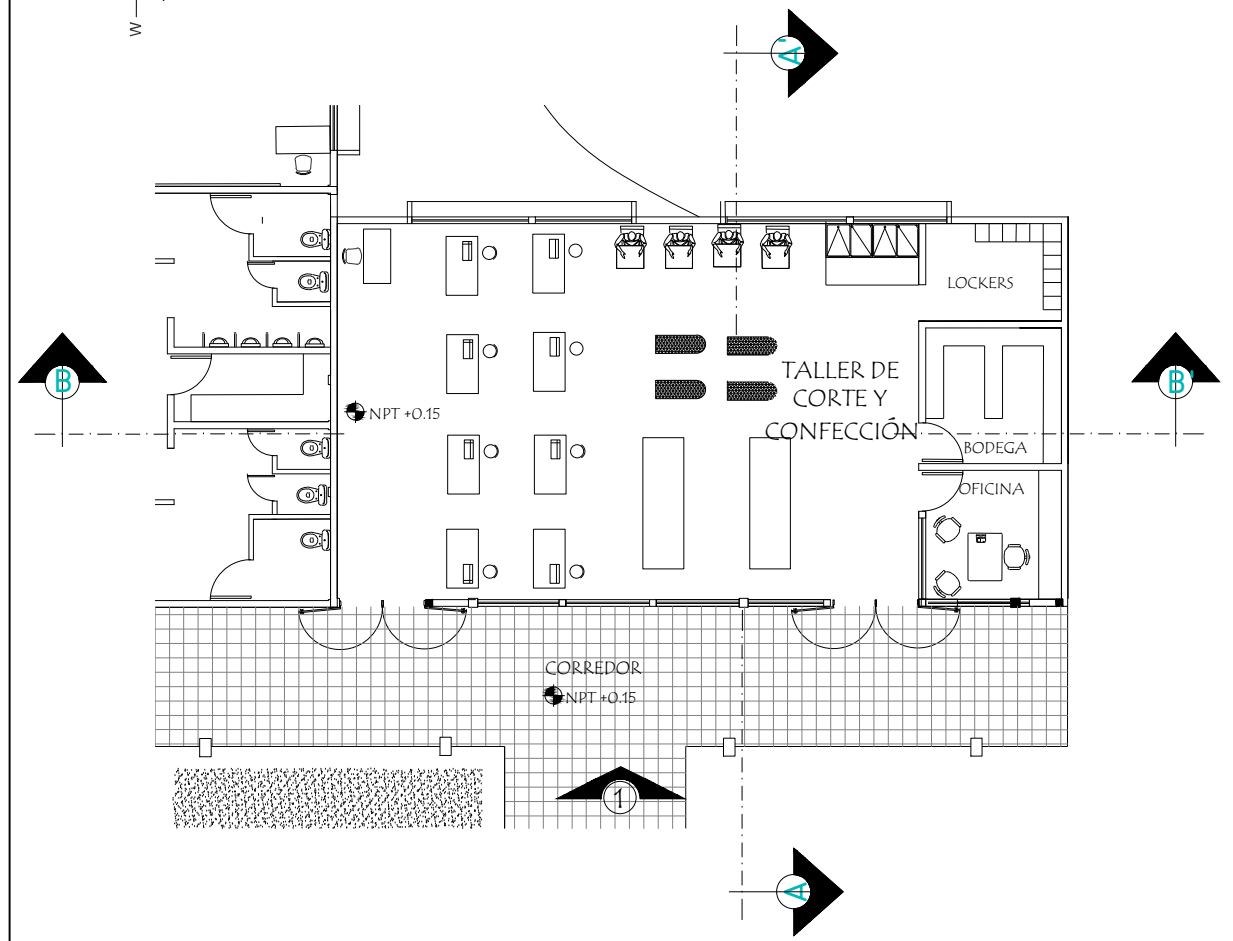 W
A'
LOCKERS
TALLER DE
CORTE Y
CONFECCIÓN
B
B'
NPT +0.15
BODEGA
OFICINA
CORREDOR
NPT +0.15
1
A